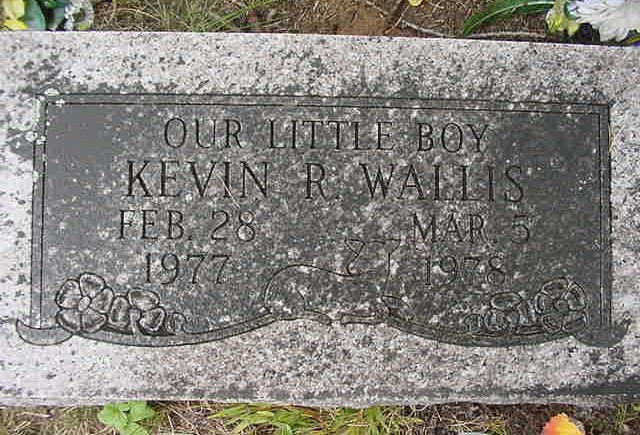 OUR LITTLE BOY
KEVIN R WALLIS
FEB. 28 MAR. 5
1977 1978